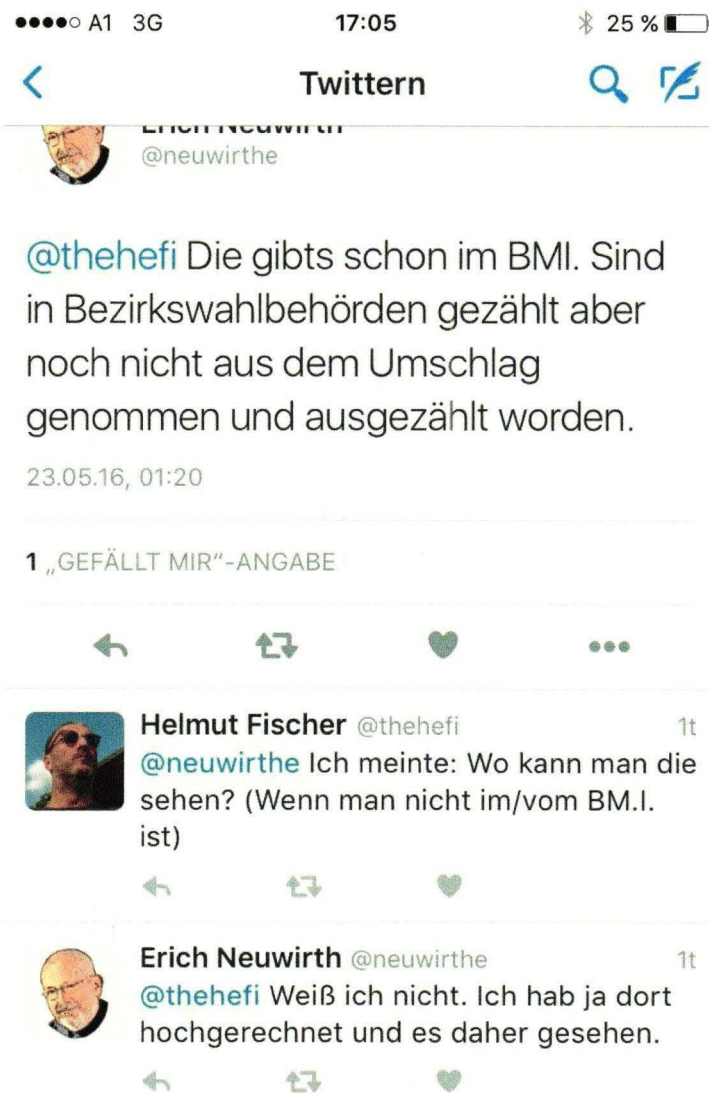 A1 3G 17:05 25 %
Twittern
Erich Neuwirth
@neuwirthe
@thehefi Die gibts schon im BMI. Sind
in Bezirkswahlbehörden gezählt aber
noch nicht aus dem Umschlag
genommen und ausgezählt worden.
23.05.16, 01:20
1 „GEFÄLLT MIR“-ANGABE
Helmut Fischer @thehefi 1t
@neuwirthe Ich meinte: Wo kann man die
sehen? (Wenn man nicht im/vom BM.I.
ist)
Erich Neuwirth @neuwirthe 1t
@thehefi Weiß ich nicht. Ich hab ja dort
hochgerechnet und es daher gesehen.